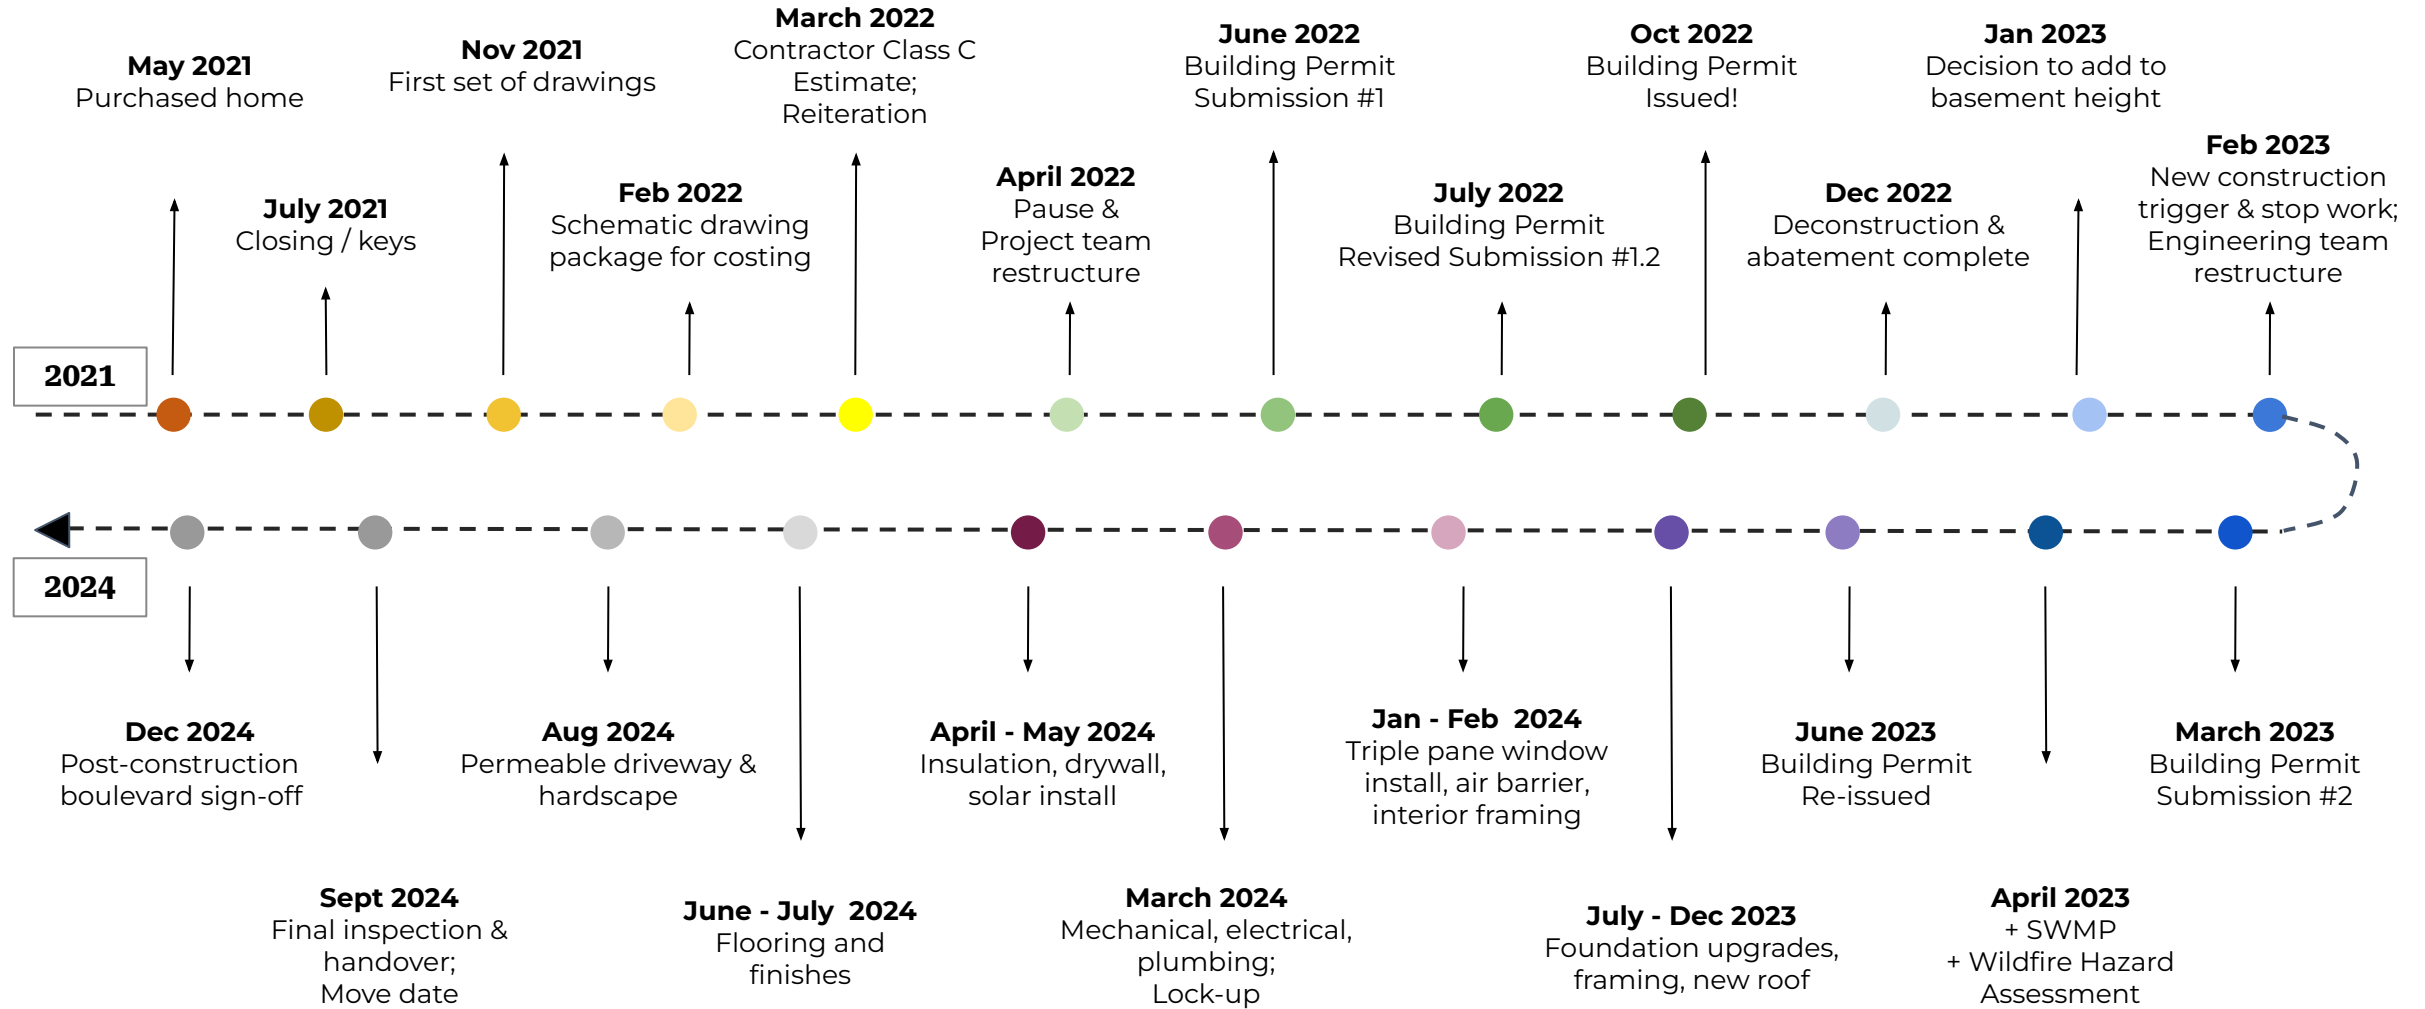 May 2021
Purchased home
July 2021
Closing / keys
Nov 2021
First set of drawings
Feb 2022
Schematic drawing
package for costing
March 2022
Contractor Class C
Estimate;
Reiteration
April 2022
Pause &
Project team
restructure
June 2022
Building Permit
Submission #1
July 2022
Building Permit
Revised Submission #1.2
Oct 2022
Building Permit
Issued!
Dec 2022
Deconstruction &
abatement complete
Jan 2023
Decision to add to
basement height
Feb 2023
New construction
trigger & stop work;
Engineering team
restructure
2021
2024
Dec 2024
Post-construction
boulevard sign-off
Sept 2024
Final inspection &
handover;
Move date
Aug 2024
Permeable driveway &
hardscape
June - July  2024
Flooring and
finishes
April - May 2024
Insulation, drywall,
solar install
March 2024
Mechanical, electrical,
plumbing;
Lock-up
Jan - Feb  2024
Triple pane window
install, air barrier,
interior framing
July - Dec 2023
Foundation upgrades,
framing, new roof
June 2023
Building Permit
Re-issued
April 2023
+ SWMP
+ Wildfire Hazard
Assessment
March 2023
Building Permit
Submission #2